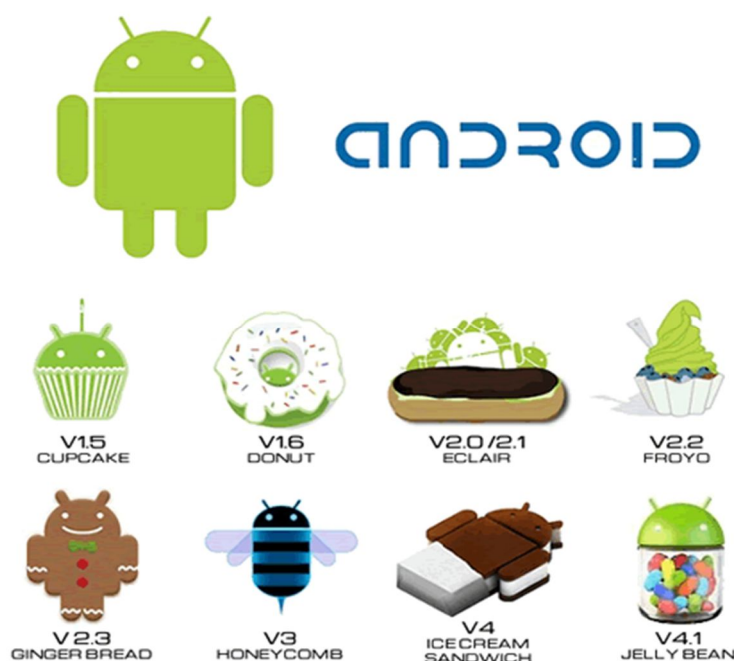 ANDROID
V1.5
CUPCAKE
V1.6
DONUT
V2.0/2.1
ECLAIR
V2.2
FROYO
V 2.3
GINGER BREAD
V3
HONEYCOMB
V4
ICE CREAM
SANDWICH
V4.1
JELLY BEAN